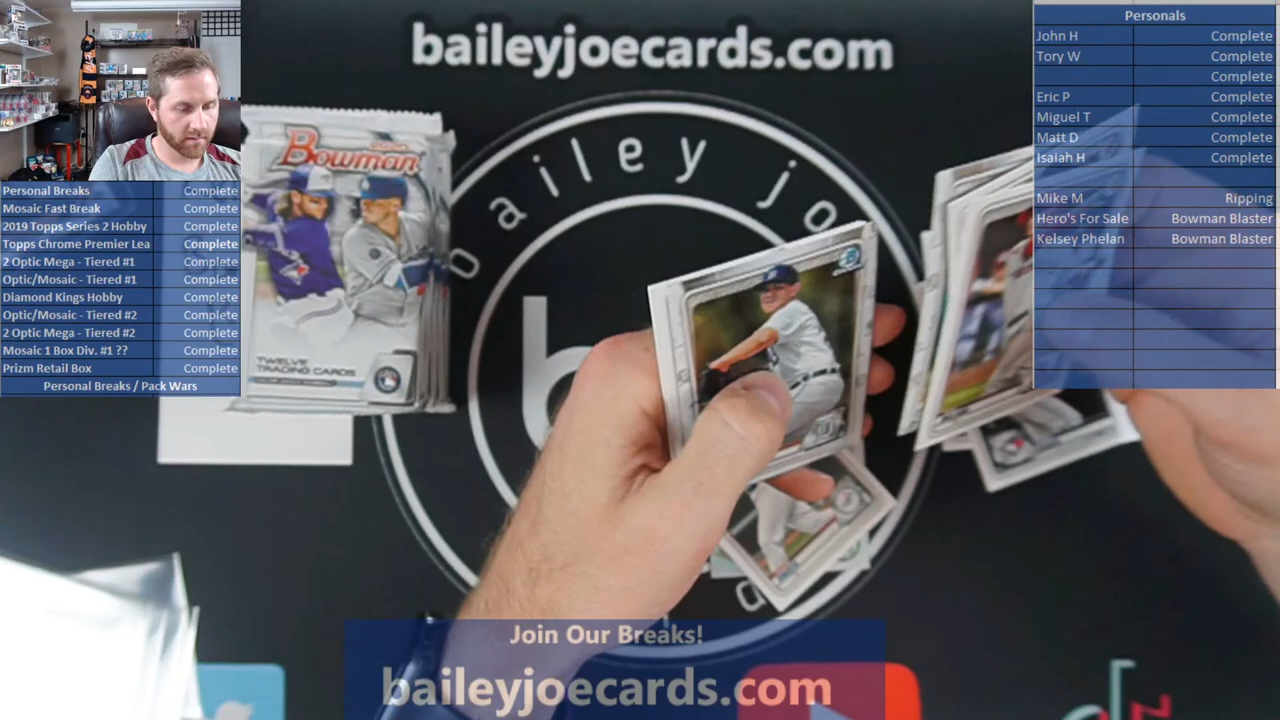 baileyjoecards.com
bailey jo
b
Bowman
TWELVE
TRADING CARDS
Personal Breaks Complete
Mosaic Fast Break Complete
2019 Topps Series 2 Hobby Complete
Topps Chrome Premier Lea Complete
2 Optic Mega - Tiered #1 Complete
Optic/Mosaic - Tiered #1 Complete
Diamond Kings Hobby Complete
Optic/Mosaic - Tiered #2 Complete
2 Optic Mega - Tiered #2 Complete
Mosaic 1 Box Div. #1 ?? Complete
Prizm Retail Box Complete
Personal Breaks / Pack Wars
Personals
John H Complete
Tory W Complete
Complete
Eric P Complete
Miguel T Complete
Matt D Complete
Isaiah H Complete
Mike M Ripping
Hero's For Sale Bowman Blaster
Kelsey Phelan Bowman Blaster
Join Our Breaks!
baileyjoecards.com